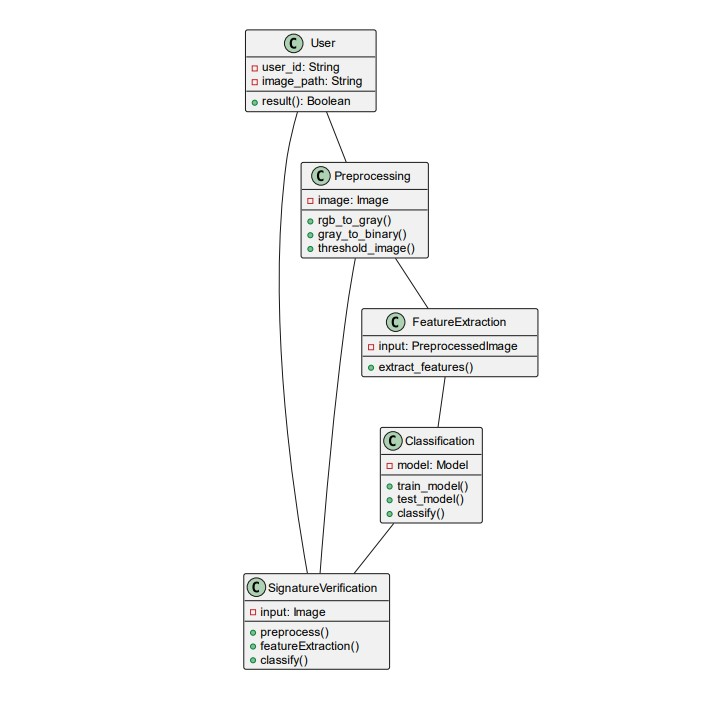 C User
user_id: String
image_path: String
result(): Boolean
C Preprocessing
image: Image
rgb_to_gray()
gray_to_binary()
threshold_image()
C FeatureExtraction
input: PreprocessedImage
extract_features()
C Classification
model: Model
train_model()
test_model()
classify()
C SignatureVerification
input: Image
preprocess()
featureExtraction()
classify()